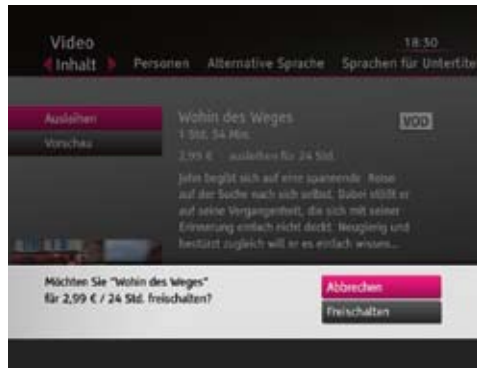 Video
18:30
Inhalt Personen Alternative Sprache Sprachen für Untertite
Ausleihen
Vorschau
Wohin des Weges
VOD
1 Std. 54 Min.
2,99 € ausleihen für 24 Std.
John begibt sich auf eine spannende Reise
auf der Suche nach sich selbst. Dabei stößt er
auf seine Vergangenheit, die sich mit seiner
Erinnerung einfach nicht deckt. Neugierig und
bestürzt zugleich will er es einfach wissen...
Möchten Sie "Wohin des Weges"
für 2,99 € / 24 Std. freischalten?
Abbrechen
Freischalten